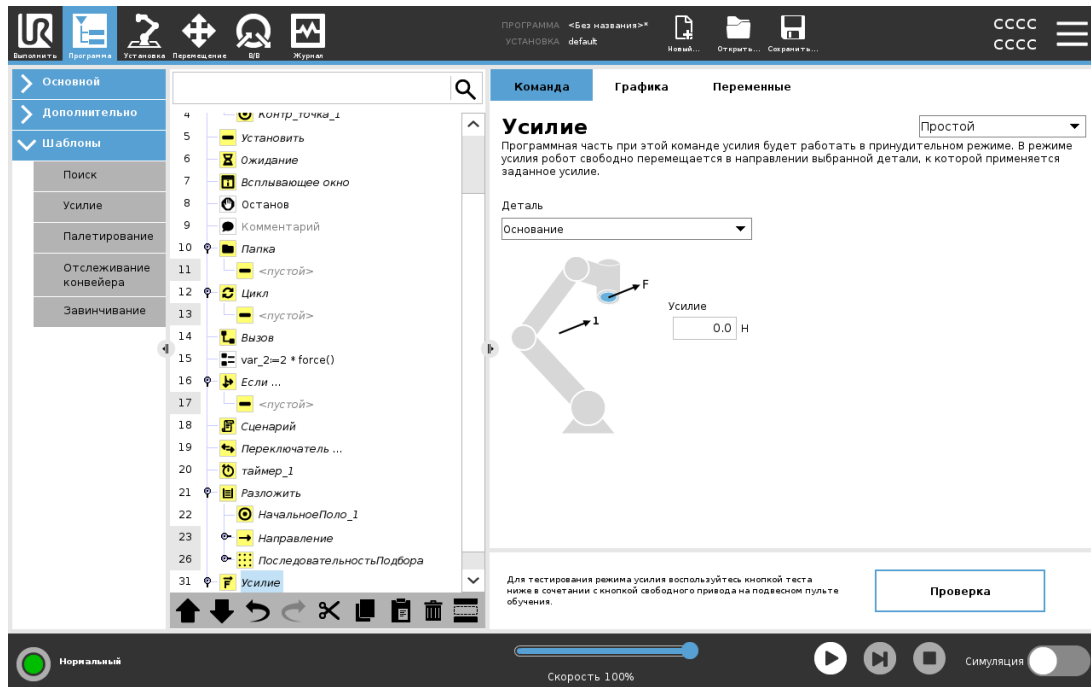 ПРОГРАММА <Без названия>*
УСТАНОВКА default
CCCC
CCCC
Выполнить
Программа
Установка
Перемещение
В/В
Журнал
Новый...
Открыть...
Сохранить...
Основной
Дополнительно
Шаблоны
Поиск
Усилие
Палетирование
Отслеживание
конвейера
Завинчивание
4 Контр_точка_1
5 Установить
6 Ожидание
7 Всплывающее окно
8 Останов
9 Комментарий
10 Папка
11 <пустой>
12 Цикл
13 <пустой>
14 Вызов
15 var_2≔2 * force()
16 Если ...
17 <пустой>
18 Сценарий
19 Переключатель ...
20 таймер_1
21 Разложить
22 НачальноеПоло_1
23 Направление
26 ПоследовательностьПодбора
31 Усилие
Команда
Графика
Переменные
Усилие
Простой
Программная часть при этой команде усилия будет работать в принудительном режиме. В режиме
усилия робот свободно перемещается в направлении выбранной детали, к которой применяется
заданное усилие.
Деталь
Основание
F
1
Усилие
0.0 Н
Для тестирования режима усилия воспользуйтесь кнопкой теста
ниже в сочетании с кнопкой свободного привода на подвесном пульте
обучения.
Проверка
Нормальный
Скорость 100%
Симуляция